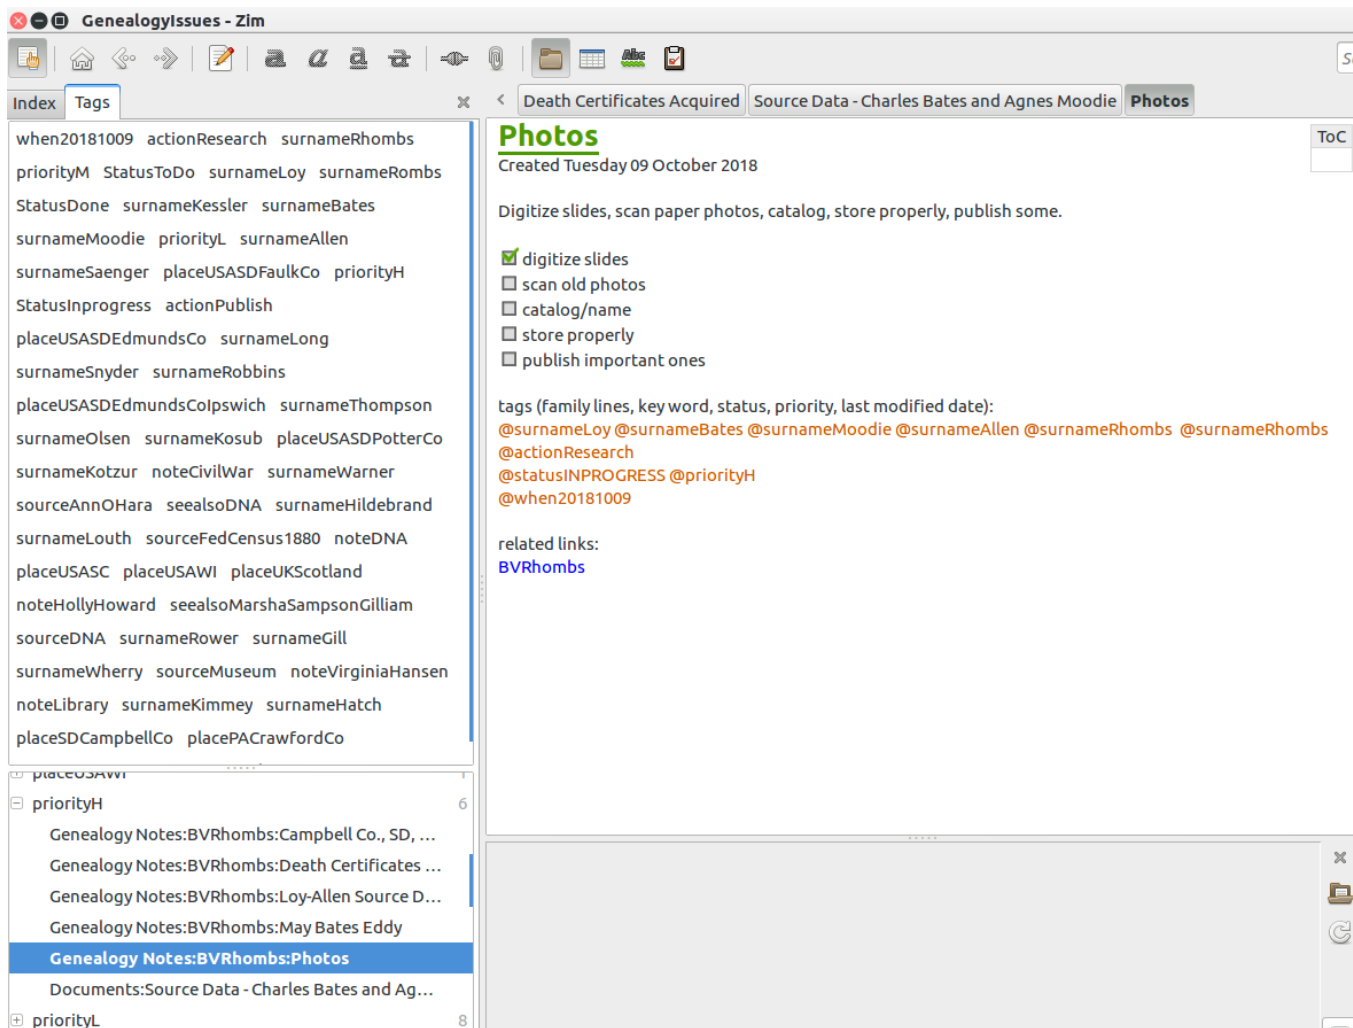 GenealogyIssues - Zim
a a a a Abc
Index Tags
Death Certificates Acquired Source Data - Charles Bates and Agnes Moodie Photos
when20181009 actionResearch surnameRhombs
priorityM StatusToDo surnameLoy surnameRombs
StatusDone surnameKessler surnameBates
surnameMoodie priorityL surnameAllen
surnameSaenger placeUSASDFaulkCo priorityH
StatusInprogress actionPublish
placeUSASDEdmundsCo surnameLong
surnameSnyder surnameRobbins
placeUSASDEdmundsCoIpswich surnameThompson
surnameOlsen surnameKosub placeUSASDPotterCo
surnameKotzur noteCivilWar surnameWarner
sourceAnnOHara seealsoDNA surnameHildebrand
surnameLouth sourceFedCensus1880 noteDNA
placeUSASC placeUSAWI placeUKScotland
noteHollyHoward seealsoMarshaSampsonGilliam
sourceDNA surnameRower surnameGill
surnameWherry sourceMuseum noteVirginiaHansen
noteLibrary surnameKimmey surnameHatch
placeSDCampbellCo placePACrawfordCo
placeUSAWI 1
priorityH 6
Genealogy Notes:BVRhombs:Campbell Co., SD, ...
Genealogy Notes:BVRhombs:Death Certificates ...
Genealogy Notes:BVRhombs:Loy-Allen Source D...
Genealogy Notes:BVRhombs:May Bates Eddy
Genealogy Notes:BVRhombs:Photos
Documents:Source Data - Charles Bates and Ag...
priorityL 8
Photos
ToC
Created Tuesday 09 October 2018
Digitize slides, scan paper photos, catalog, store properly, publish some.
digitize slides
scan old photos
catalog/name
store properly
publish important ones
tags (family lines, key word, status, priority, last modified date):
@surnameLoy @surnameBates @surnameMoodie @surnameAllen @surnameRhombs @surnameRhombs
@actionResearch
@statusINPROGRESS @priorityH
@when20181009
related links:
BVRhombs